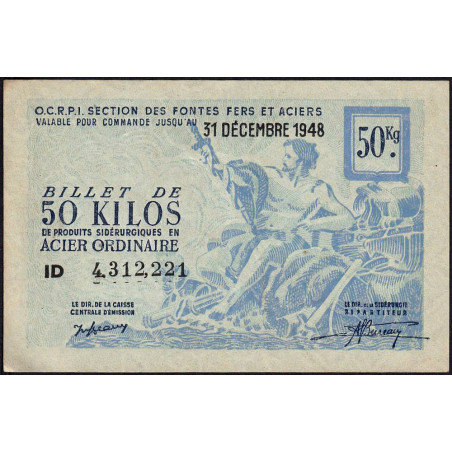 O.C.R.P.I. SECTION DES FONTES FERS ET ACIERS
VALABLE POUR COMMANDE JUSQU'AU 31 DÉCEMBRE 1948
50 Kg.
BILLET DE
50 KILOS
DE PRODUITS SIDÉRURGIQUES EN
ACIER ORDINAIRE
ID 4,312,221
LE DIR. DE LA CAISSE
CENTRALE D'ÉMISSION
LE DIR. DE LA SIDÉRURGIE
RÉPARTITEUR